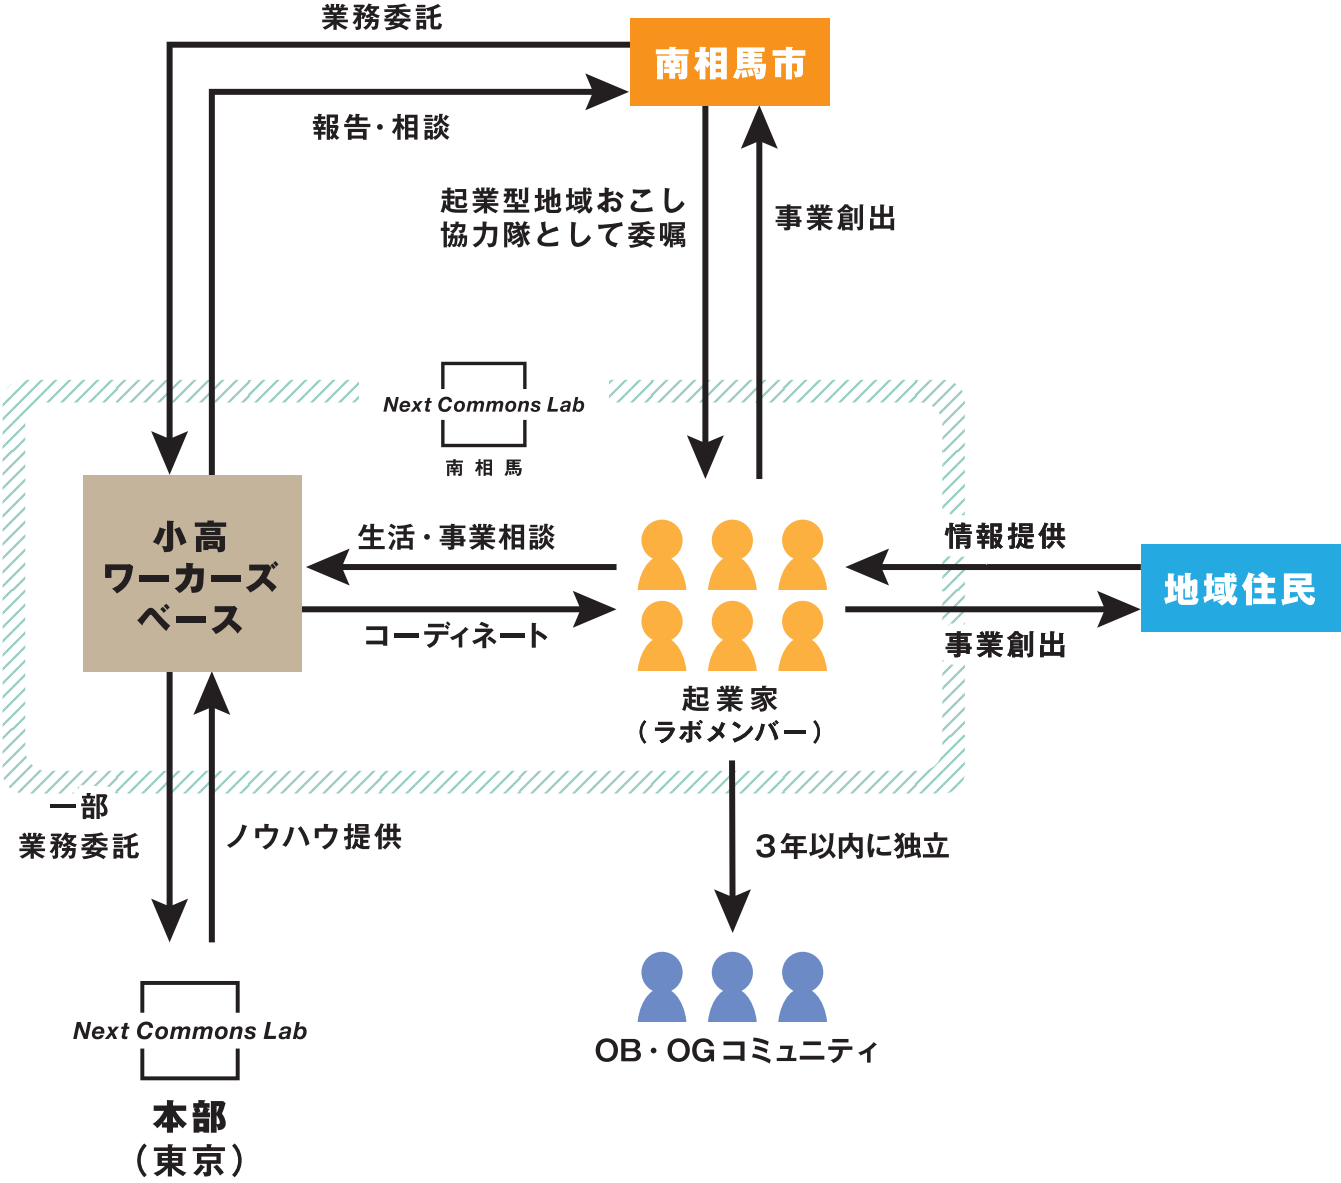 業務委託
南相馬市
報告・相談
起業型地域おこし
協力隊として委嘱
事業創出
Next Commons Lab
南相馬
小高
ワーカーズ
ベース
生活・事業相談
コーディネート
情報提供
地域住民
事業創出
起業家
（ラボメンバー）
一部
業務委託
ノウハウ提供
3年以内に独立
Next Commons Lab
本部
（東京）
OB・OGコミュニティ